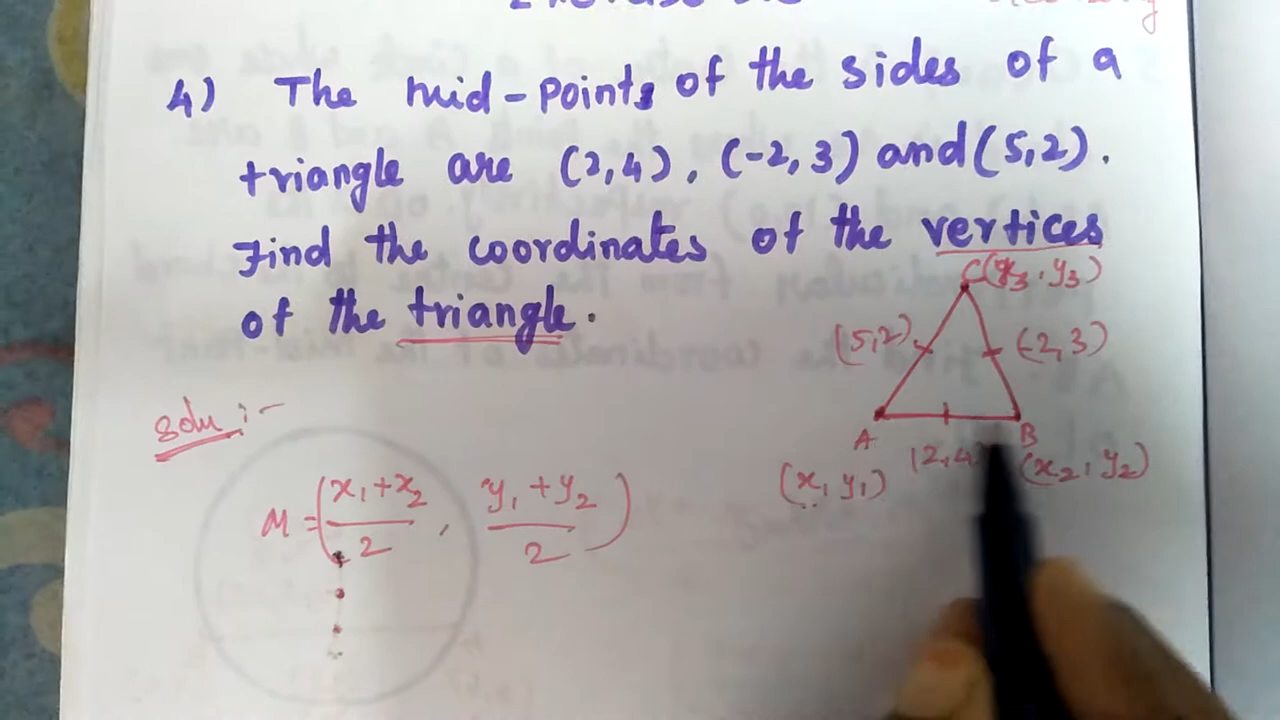 4) The mid-points of the sides of a
triangle are (2,4), (-2,3) and (5,2).
Find the coordinates of the vertices
of the triangle.
C(x3, y3)
(5,2) (-2,3)
Soln :-
A B
(x1 y1) (2,4) (x2, y2)
M = (x1 + x2 / 2 , y1 + y2 / 2)